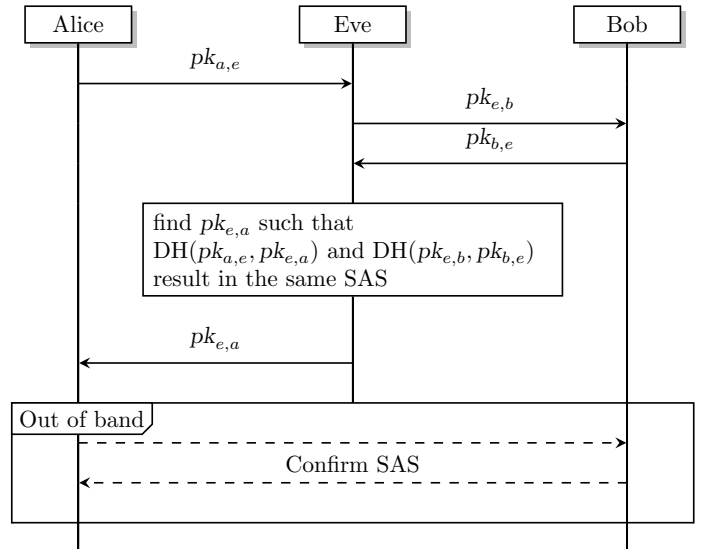 Alice
Eve
Bob
pk_{a,e}
pk_{e,b}
pk_{b,e}
find pk_{e,a} such that
DH(pk_{a,e}, pk_{e,a}) and DH(pk_{e,b}, pk_{b,e})
result in the same SAS
pk_{e,a}
Out of band
Confirm SAS